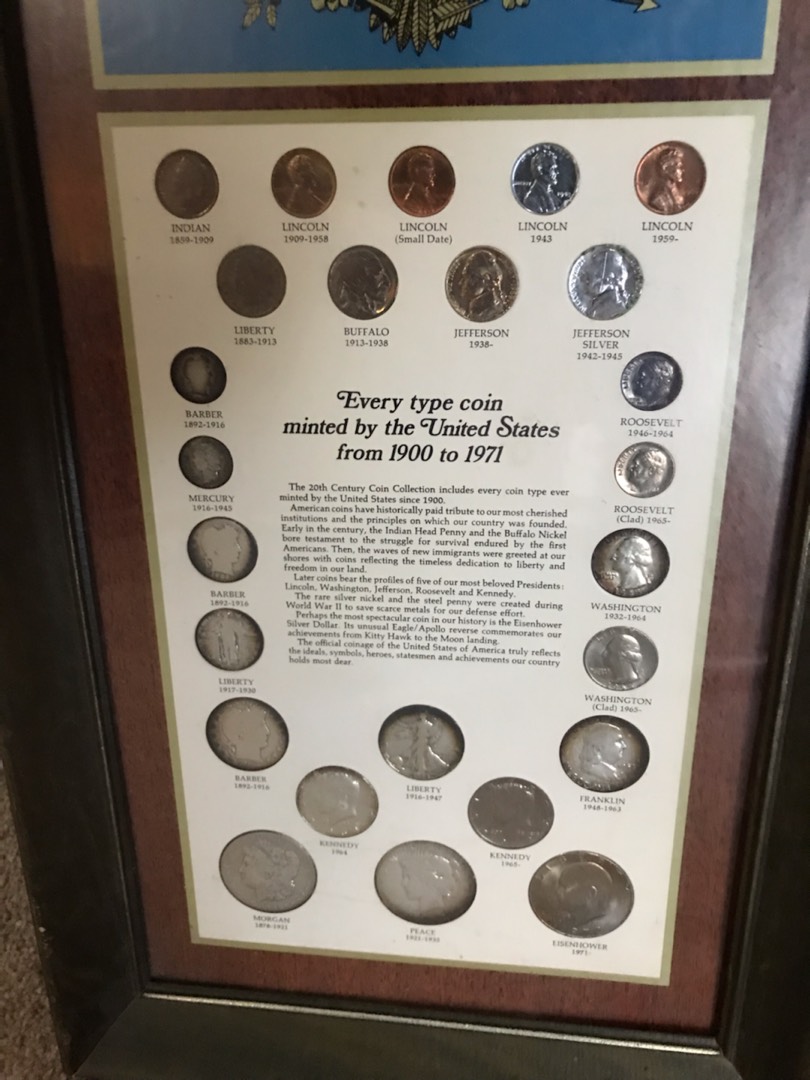 INDIAN
1859-1909
LINCOLN
1909-1958
LINCOLN
(Small Date)
LINCOLN
1943
LINCOLN
1959-
LIBERTY
1883-1913
BUFFALO
1913-1938
JEFFERSON
1938-
JEFFERSON
SILVER
1942-1945
BARBER
1892-1916
ROOSEVELT
1946-1964
MERCURY
1916-1945
ROOSEVELT
(Clad) 1965-
Every type coin
minted by the United States
from 1900 to 1971
The 20th Century Coin Collection includes every coin type ever
minted by the United States since 1900.
American coins have historically paid tribute to our most cherished
institutions and the principles on which our country was founded.
Early in the century, the Indian Head Penny and the Buffalo Nickel
bore testament to the struggle for survival endured by the first
Americans. Then, the waves of new immigrants were greeted at our
shores with coins reflecting the timeless dedication to liberty and
freedom in our land.
Later coins bear the profiles of five of our most beloved Presidents:
Lincoln, Washington, Jefferson, Roosevelt and Kennedy.
The rare silver nickel and the steel penny were created during
World War II to save scarce metals for our defense effort.
Perhaps the most spectacular coin in our history is the Eisenhower
Silver Dollar. Its unusual Eagle/Apollo reverse commemorates our
achievements from Kitty Hawk to the Moon landing.
The official coinage of the United States of America truly reflects
the ideals, symbols, heroes, statesmen and achievements our country
holds most dear.
BARBER
1892-1916
WASHINGTON
1932-1964
LIBERTY
1917-1930
WASHINGTON
(Clad) 1965-
BARBER
1892-1916
LIBERTY
1916-1947
FRANKLIN
1948-1963
KENNEDY
1964
KENNEDY
1965-
MORGAN
1878-1921
PEACE
1921-1935
EISENHOWER
1971-